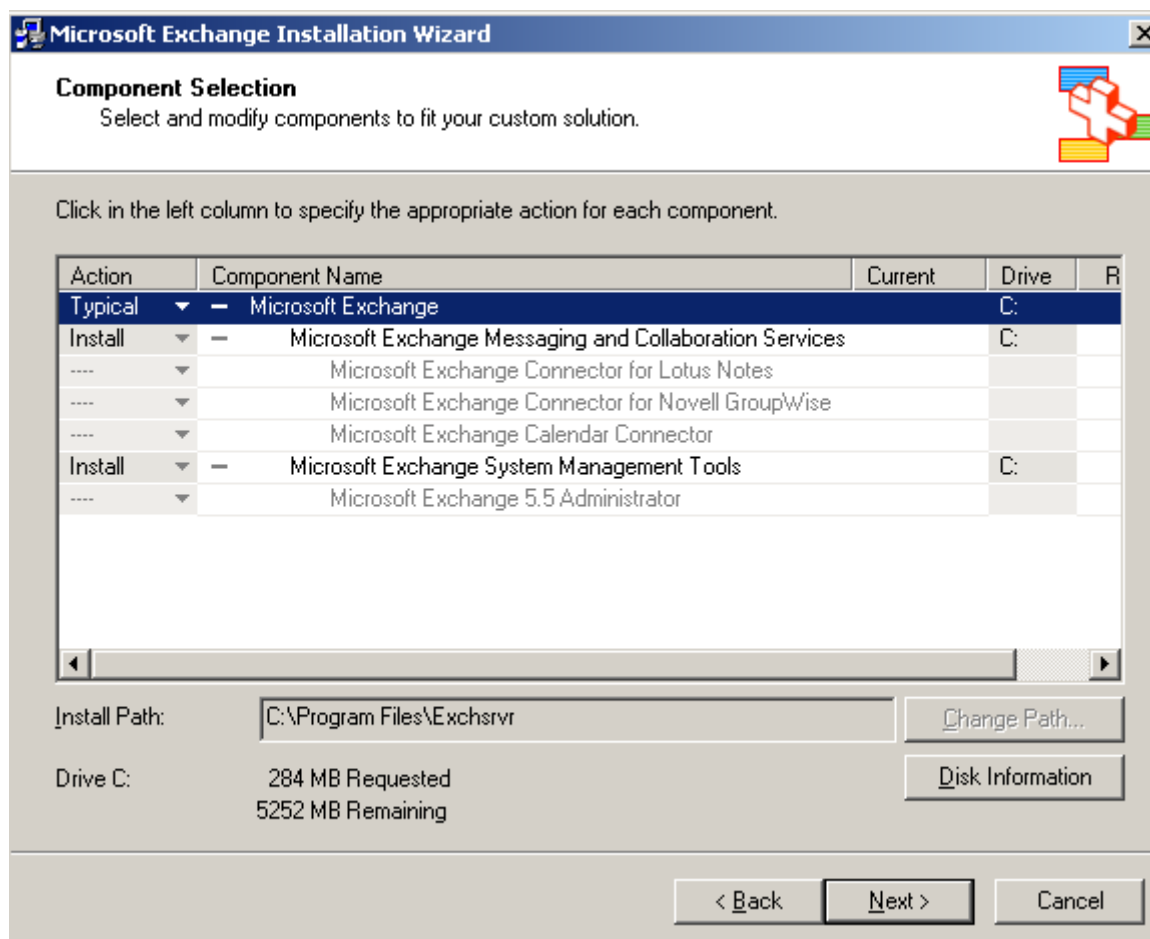 Microsoft Exchange Installation Wizard
Component Selection
Select and modify components to fit your custom solution.
Click in the left column to specify the appropriate action for each component.
Action Component Name Current Drive R
Typical Microsoft Exchange C:
Install Microsoft Exchange Messaging and Collaboration Services C:
---- Microsoft Exchange Connector for Lotus Notes
---- Microsoft Exchange Connector for Novell GroupWise
---- Microsoft Exchange Calendar Connector
Install Microsoft Exchange System Management Tools C:
---- Microsoft Exchange 5.5 Administrator
Install Path: C:\Program Files\Exchsrvr Change Path...
Drive C: 284 MB Requested Disk Information
5252 MB Remaining
< Back Next > Cancel